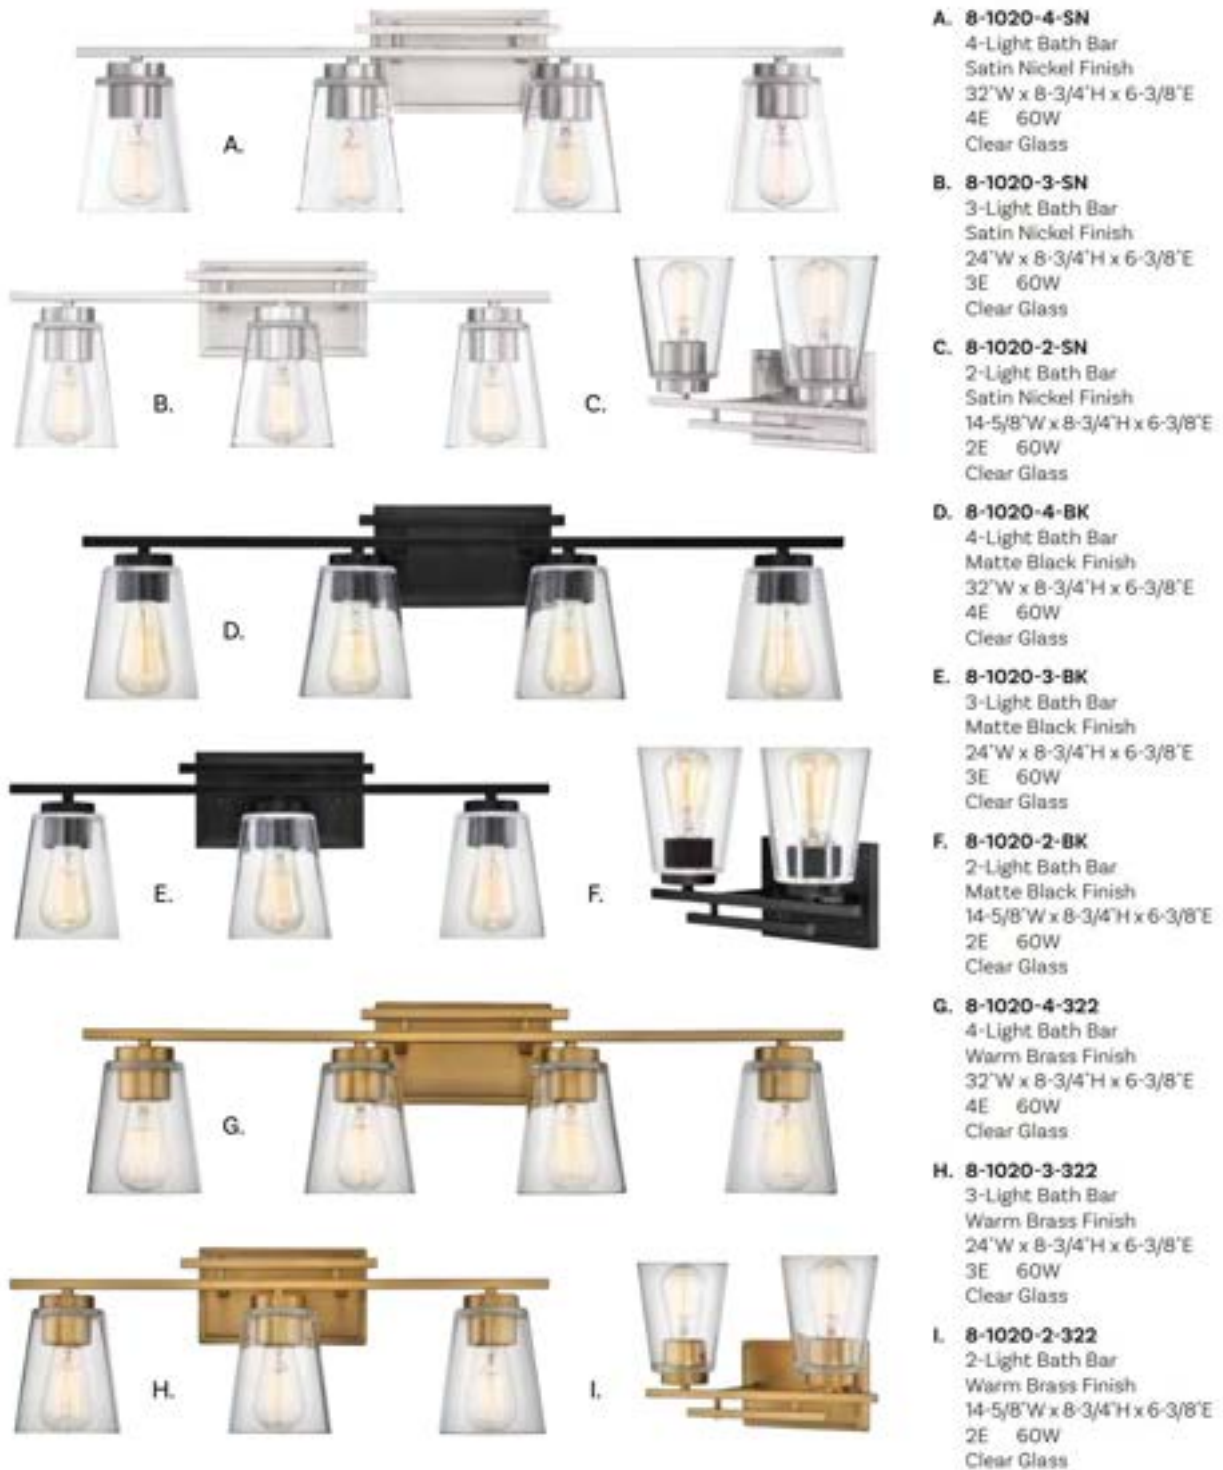 A. 8-1020-4-SN
4-Light Bath Bar
Satin Nickel Finish
32"W x 8-3/4"H x 6-3/8"E
4E 60W
Clear Glass
B. 8-1020-3-SN
3-Light Bath Bar
Satin Nickel Finish
24"W x 8-3/4"H x 6-3/8"E
3E 60W
Clear Glass
C. 8-1020-2-SN
2-Light Bath Bar
Satin Nickel Finish
14-5/8"W x 8-3/4"H x 6-3/8"E
2E 60W
Clear Glass
D. 8-1020-4-BK
4-Light Bath Bar
Matte Black Finish
32"W x 8-3/4"H x 6-3/8"E
4E 60W
Clear Glass
E. 8-1020-3-BK
3-Light Bath Bar
Matte Black Finish
24"W x 8-3/4"H x 6-3/8"E
3E 60W
Clear Glass
F. 8-1020-2-BK
2-Light Bath Bar
Matte Black Finish
14-5/8"W x 8-3/4"H x 6-3/8"E
2E 60W
Clear Glass
G. 8-1020-4-322
4-Light Bath Bar
Warm Brass Finish
32"W x 8-3/4"H x 6-3/8"E
4E 60W
Clear Glass
H. 8-1020-3-322
3-Light Bath Bar
Warm Brass Finish
24"W x 8-3/4"H x 6-3/8"E
3E 60W
Clear Glass
I. 8-1020-2-322
2-Light Bath Bar
Warm Brass Finish
14-5/8"W x 8-3/4"H x 6-3/8"E
2E 60W
Clear Glass
A.
B.
C.
D.
E.
F.
G.
H.
I.